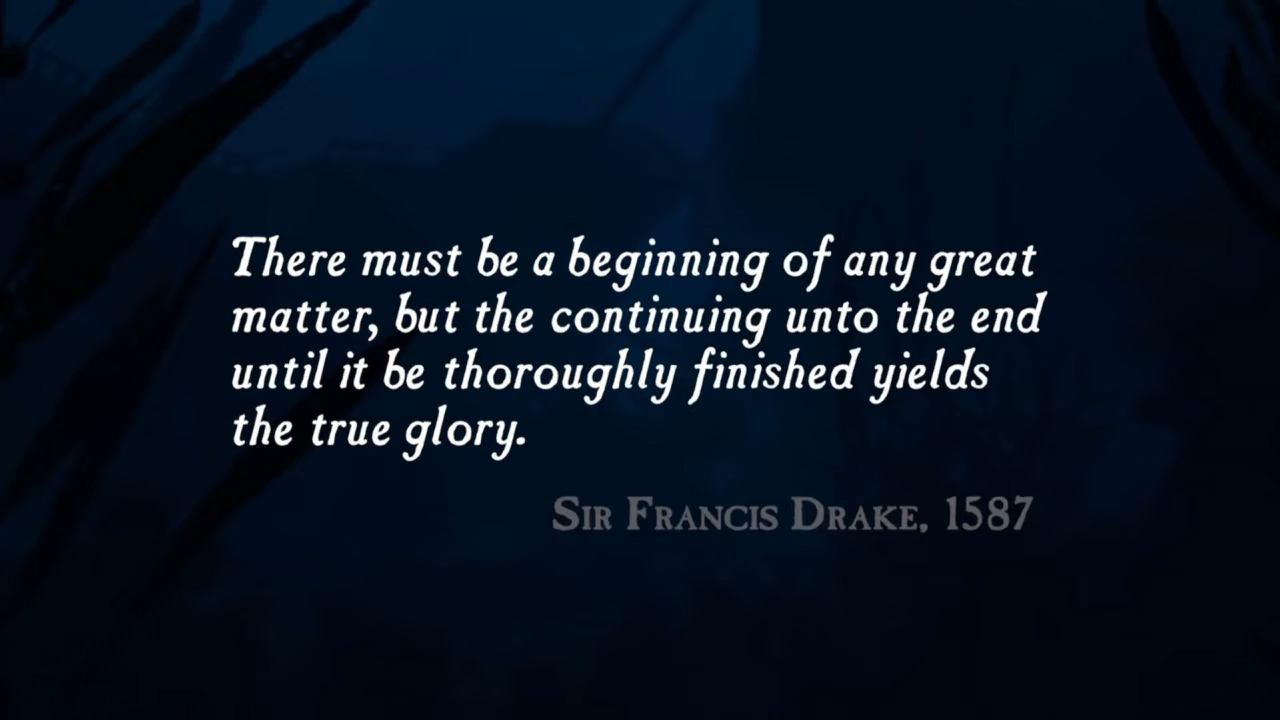 There must be a beginning of any great
matter, but the continuing unto the end
until it be thoroughly finished yields
the true glory.
Sir Francis Drake, 1587